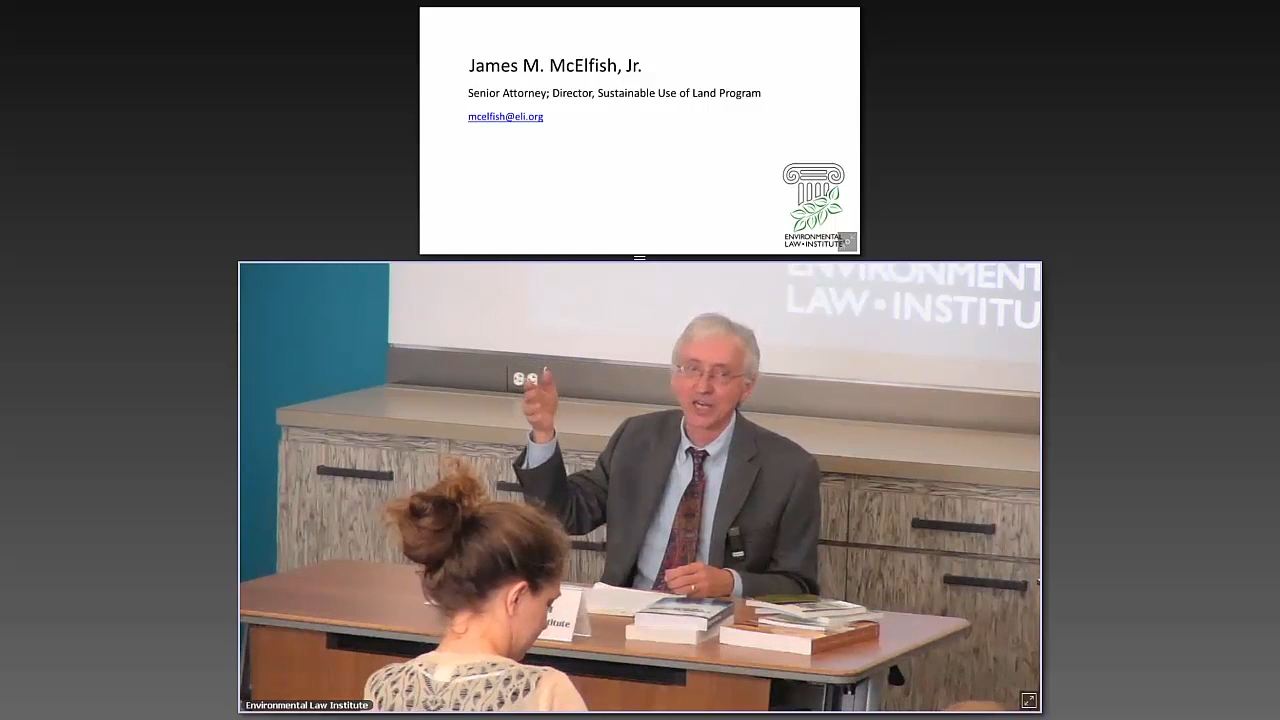 James M. McElfish, Jr.
Senior Attorney; Director, Sustainable Use of Land Program
mcelfish@eli.org
ENVIRONMENTAL
LAW•INSTITUTE
ENVIRONMENT
LAW•INSTITU
titute
Environmental Law Institute